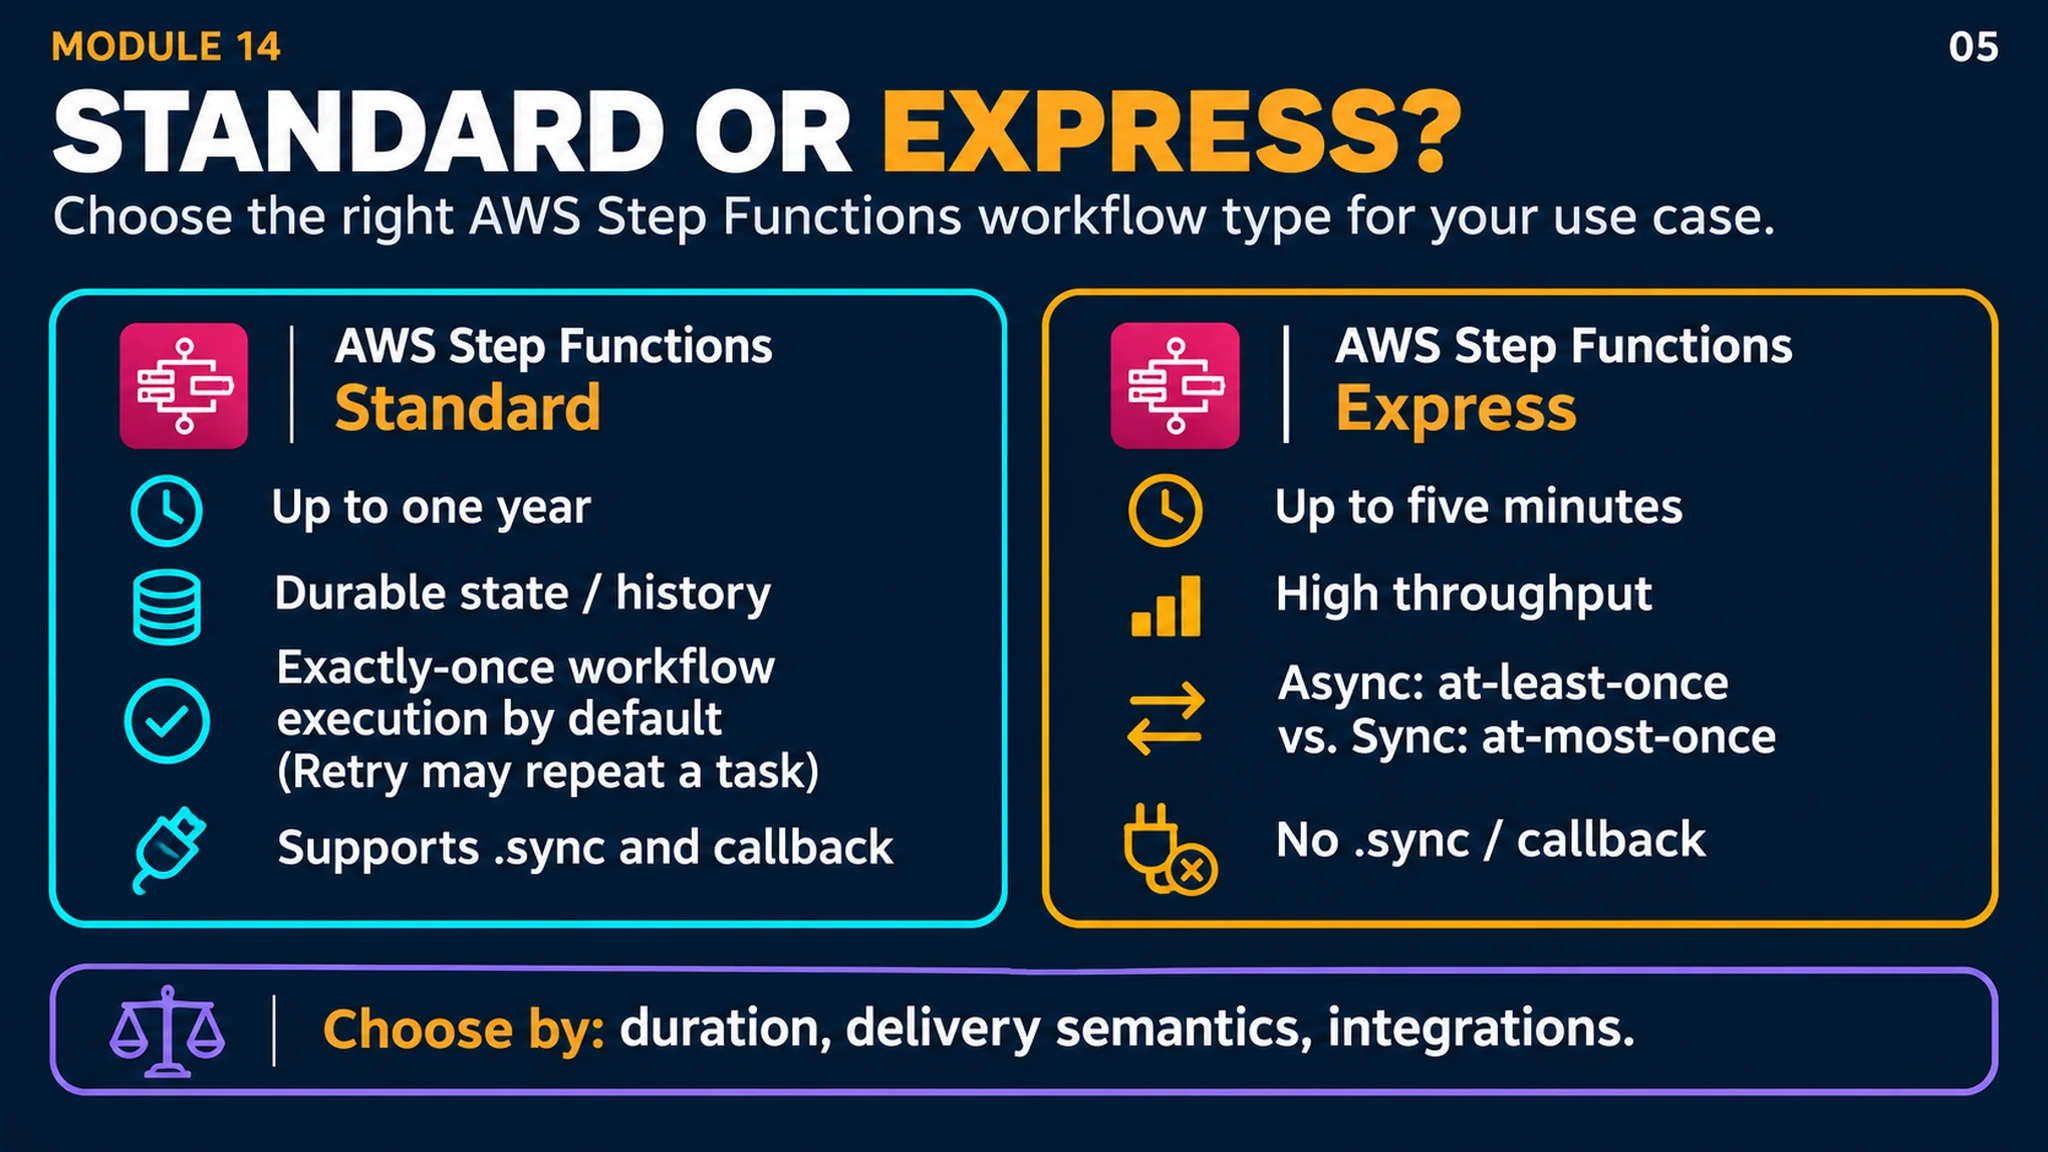 MODULE 14
05
STANDARD OR EXPRESS?
Choose the right AWS Step Functions workflow type for your use case.
AWS Step Functions
Standard
Up to one year
Durable state / history
Exactly-once workflow
execution by default
(Retry may repeat a task)
Supports .sync and callback
AWS Step Functions
Express
Up to five minutes
High throughput
Async: at-least-once
vs. Sync: at-most-once
No .sync / callback
Choose by: duration, delivery semantics, integrations.